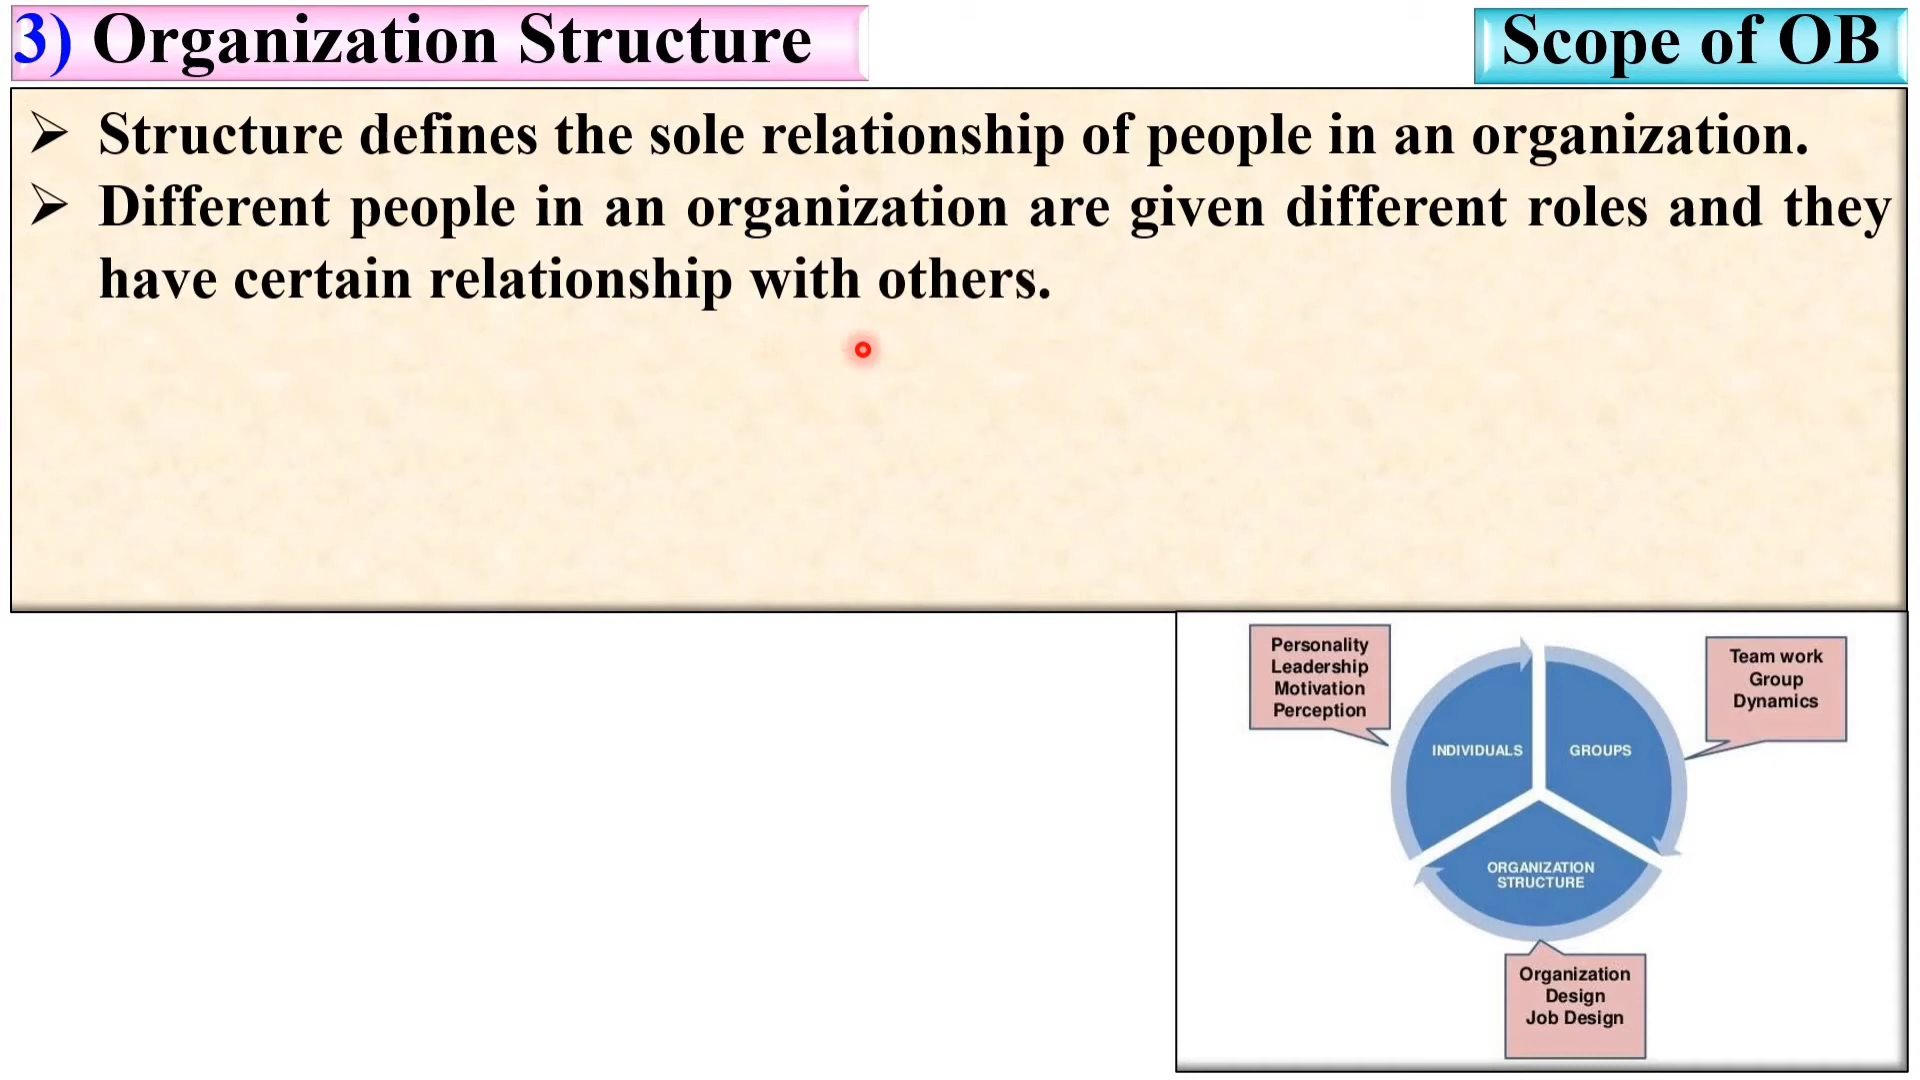 3) Organization Structure
Scope of OB
➢ Structure defines the sole relationship of people in an organization.
➢ Different people in an organization are given different roles and they
have certain relationship with others.
Personality
Leadership
Motivation
Perception
Team work
Group
Dynamics
INDIVIDUALS
GROUPS
ORGANIZATION
STRUCTURE
Organization
Design
Job Design